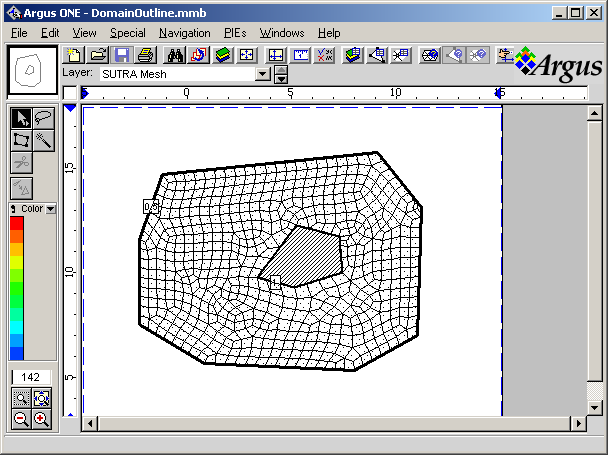 Argus ONE - DomainOutline.mmb
File Edit View Special Navigation PIEs Windows Help
Argus
Layer: SUTRA Mesh
0 5 10 15
15
10
5
0.5
1
Color
142